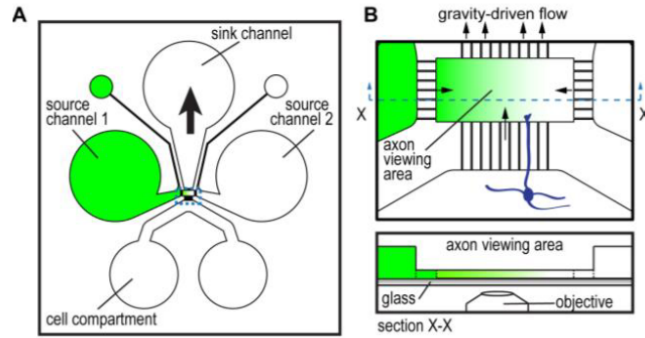 A
sink channel
source
channel 1
source
channel 2
cell compartment
B
gravity-driven flow
X
X
axon
viewing
area
axon viewing area
glass
objective
section X-X